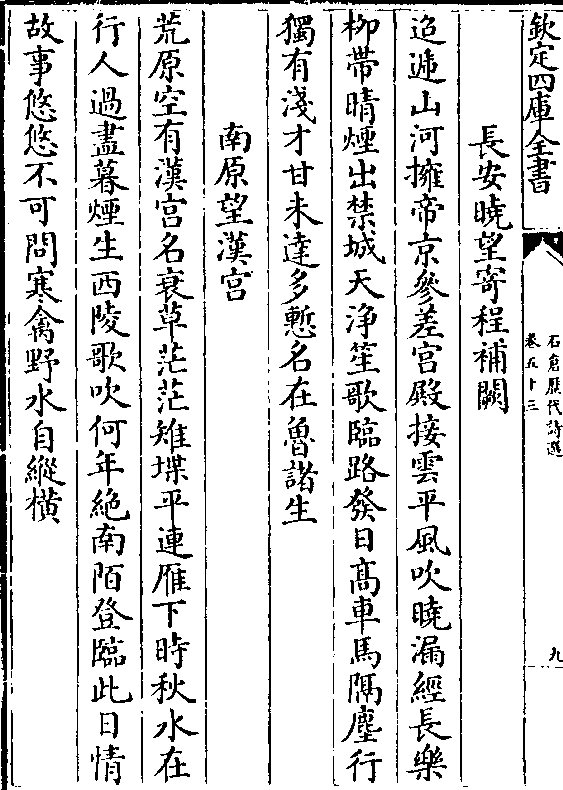 欽定四庫全書
石倉歷代詩選
卷五十三
九
長安曉望寄程補闕
迢遞山河擁帝京參差宮殿接雲平風吹曉漏經長樂
柳帶晴煙出禁城天浄笙歌臨路發日髙車馬隔塵行
獨有淺才甘未達多慙名在魯諸生
南原望漢宮
荒原空有漢宮名衰草茫茫雉堞平連雁下時秋水在
行人過盡暮煙生西陵歌吹何年絶南陌登臨此日情
故事悠悠不可問寒禽野水自縱橫